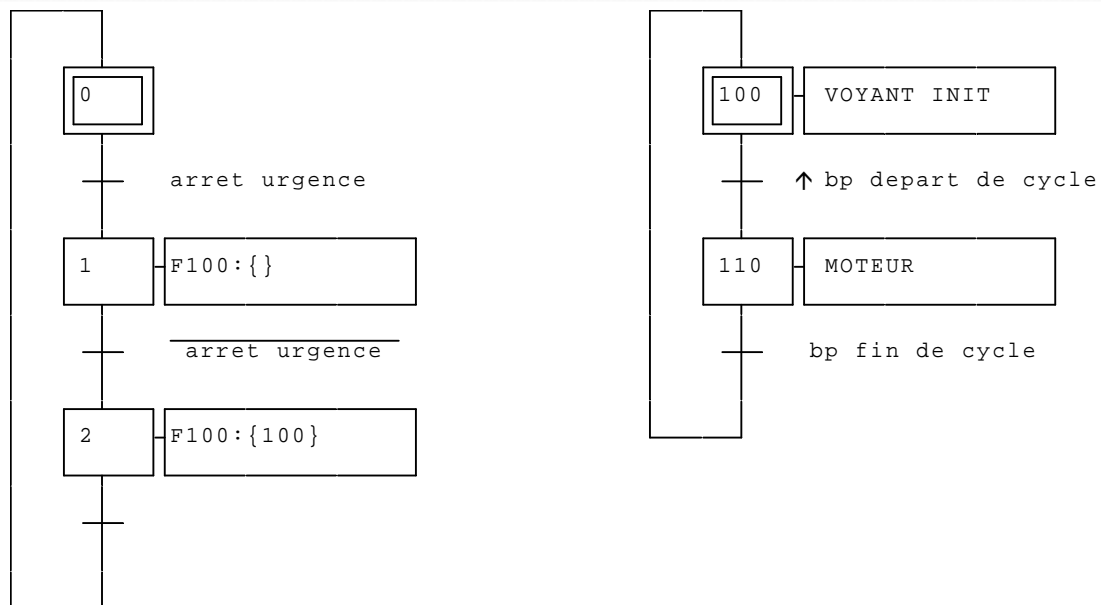 0
arret urgence
1
F100:{}
arret urgence
2
F100:{100}
100
VOYANT INIT
↑ bp depart de cycle
110
MOTEUR
bp fin de cycle